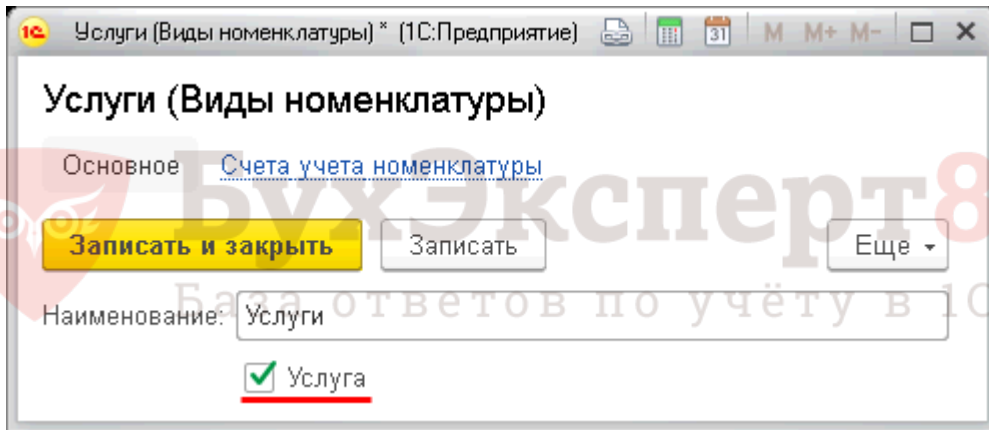 1С Услуги (Виды номенклатуры) * (1С:Предприятие) 31 M M+ M-
Услуги (Виды номенклатуры)
Основное Счета учета номенклатуры
БухЭксперт8
Записать и закрыть Записать Еще
База ответов по учёту в 1С
Наименование: Услуги
Услуга